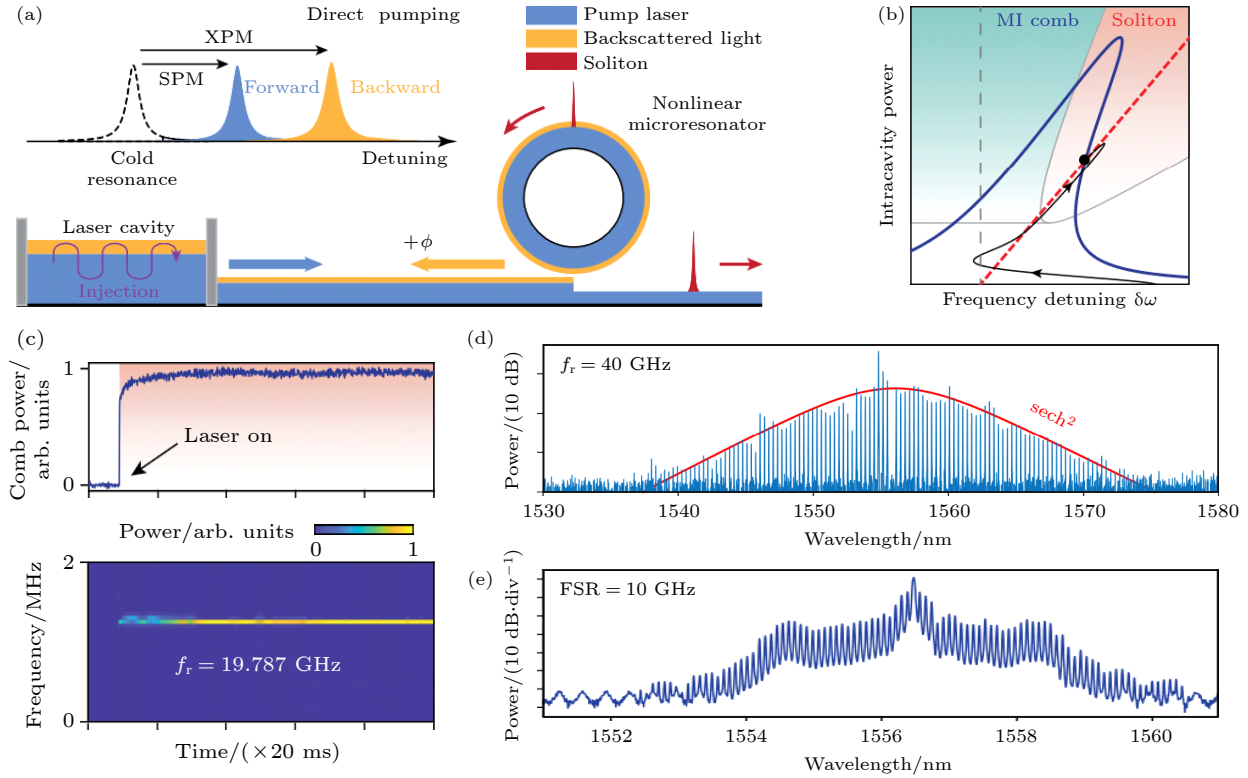 (a)
Direct pumping
XPM
SPM
Forward
Backward
Cold
resonance
Detuning
Pump laser
Backscattered light
Soliton
Nonlinear
microresonator
Laser cavity
Injection
+ϕ
(b)
MI comb
Soliton
Intracavity power
Frequency detuning δω
(c)
Comb power/
arb. units
1
0
Laser on
Power/arb. units
0
1
Frequency/MHz
2
0
fr = 19.787 GHz
Time/(×20 ms)
(d)
fr = 40 GHz
sech²
Power/(10 dB)
1530
1540
1550
1560
1570
1580
Wavelength/nm
(e)
FSR = 10 GHz
Power/(10 dB·div⁻¹)
1552
1554
1556
1558
1560
Wavelength/nm